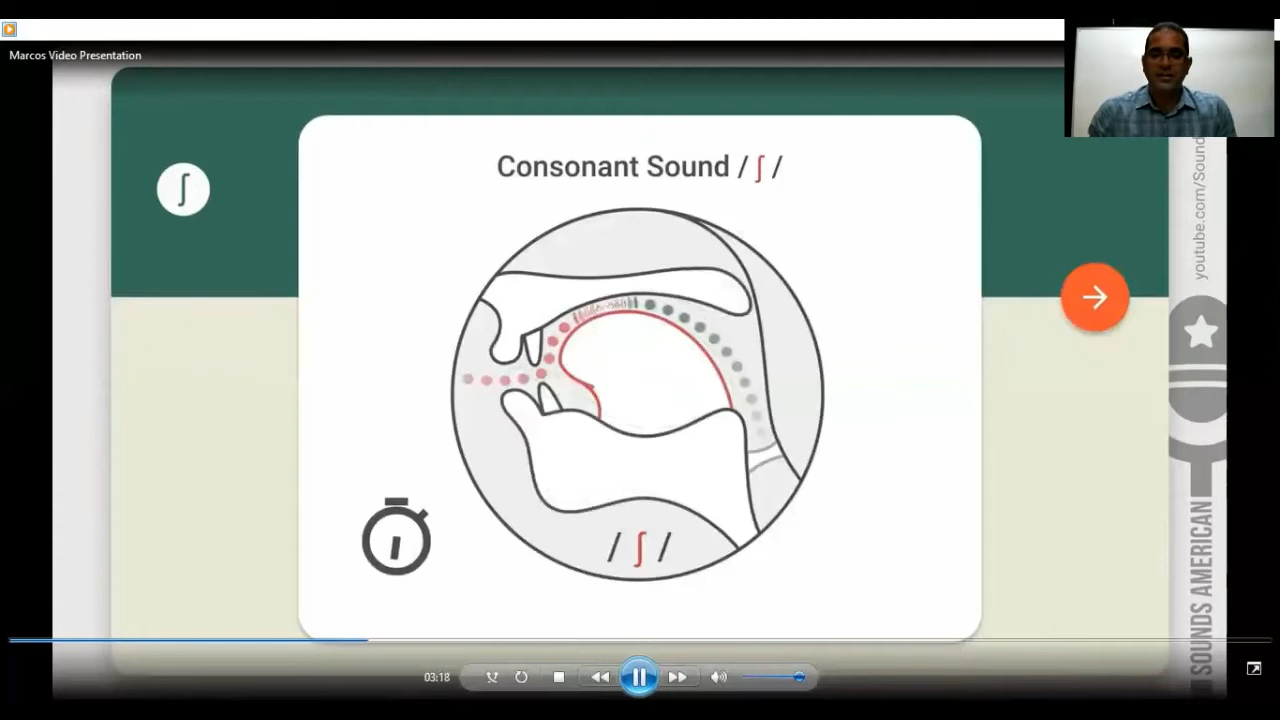 Marcos Video Presentation
Consonant Sound / ʃ /
ʃ
youtube.com/Sound
/ ʃ /
SOUNDS AMERICAN
03:18